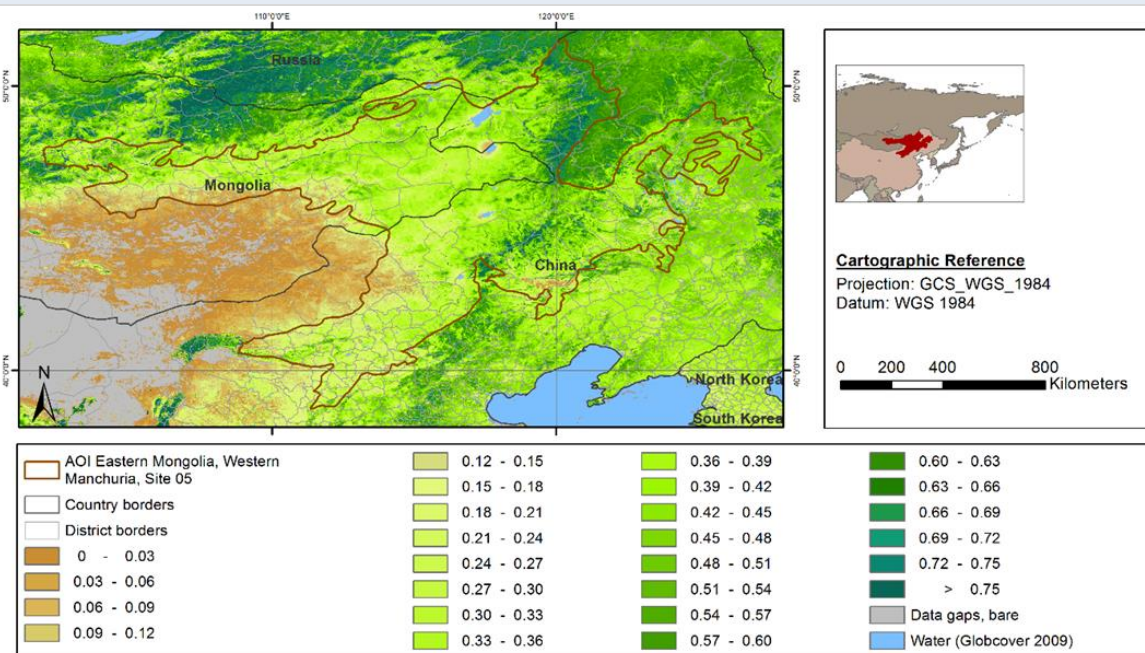 110°0'0"E
120°0'0"E
50°0'0"N
50°0'0"N
40°0'0"N
40°0'0"N
Russia
Mongolia
China
North Korea
South Korea
N
Cartographic Reference
Projection: GCS_WGS_1984
Datum: WGS 1984
0 200 400 800
Kilometers
AOI Eastern Mongolia, Western
Manchuria, Site 05
Country borders
District borders
0 - 0.03
0.03 - 0.06
0.06 - 0.09
0.09 - 0.12
0.12 - 0.15
0.15 - 0.18
0.18 - 0.21
0.21 - 0.24
0.24 - 0.27
0.27 - 0.30
0.30 - 0.33
0.33 - 0.36
0.36 - 0.39
0.39 - 0.42
0.42 - 0.45
0.45 - 0.48
0.48 - 0.51
0.51 - 0.54
0.54 - 0.57
0.57 - 0.60
0.60 - 0.63
0.63 - 0.66
0.66 - 0.69
0.69 - 0.72
0.72 - 0.75
> 0.75
Data gaps, bare
Water (Globcover 2009)